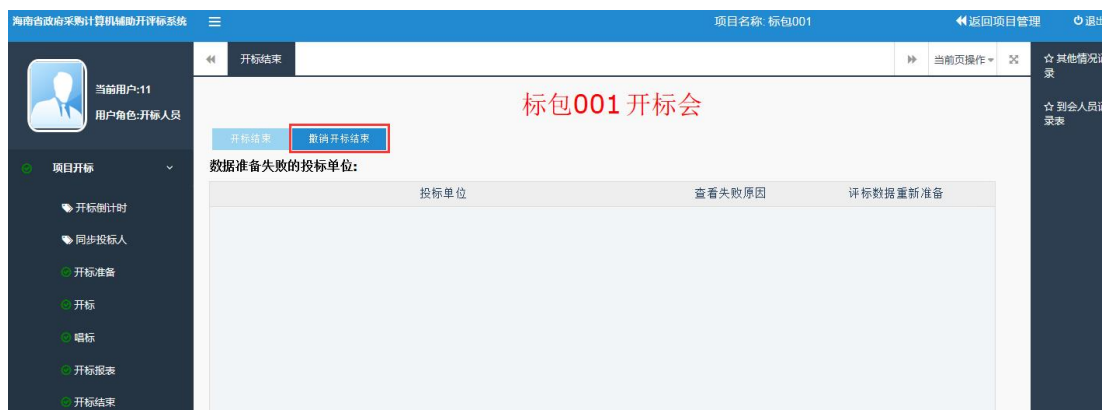 海南省政府采购计算机辅助开评标系统
项目名称: 标包001
返回项目管理
退出
当前用户:11
用户角色:开标人员
项目开标
开标倒计时
同步投标人
开标准备
开标
唱标
开标报表
开标结束
开标结束
当前页操作
标包001 开标会
开标结束
撤销开标结束
数据准备失败的投标单位:
投标单位
查看失败原因
评标数据重新准备
☆ 其他情况记
录
☆ 到会人员记
录表